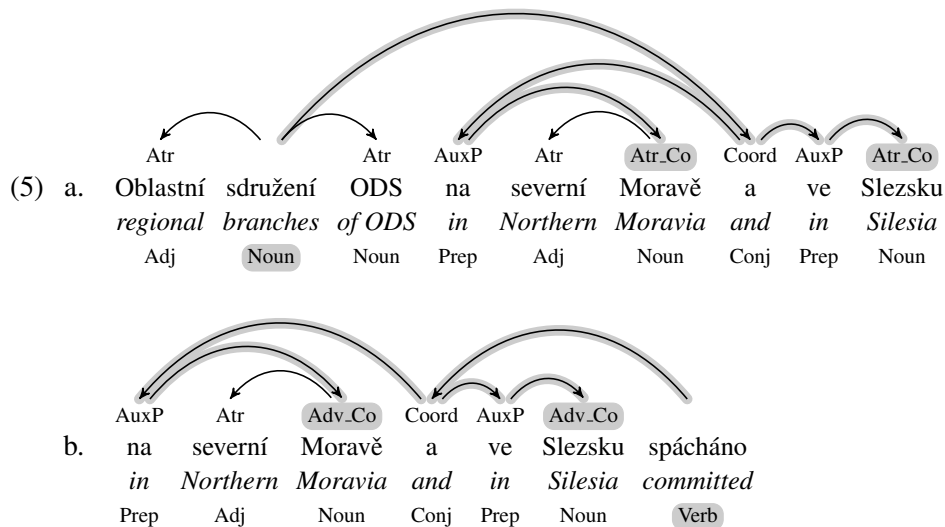 Atr Atr AuxP Atr Atr_Co Coord AuxP Atr_Co
(5) a. Oblastní sdružení ODS na severní Moravě a ve Slezsku
regional branches of ODS in Northern Moravia and in Silesia
Adj Noun Noun Prep Adj Noun Conj Prep Noun
AuxP Atr Adv_Co Coord AuxP Adv_Co
b. na severní Moravě a ve Slezsku spácháno
in Northern Moravia and in Silesia committed
Prep Adj Noun Conj Prep Noun Verb